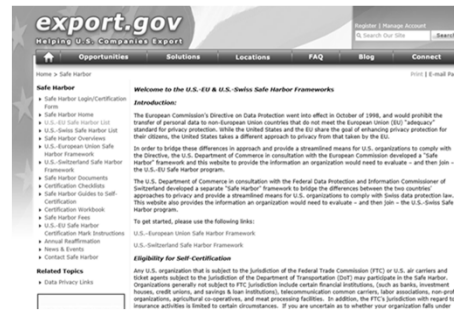 export.gov
Helping U.S. Companies Export
Register | Manage Account
Search Our Site
Opportunities Solutions Locations FAQ Blog Connect
Home > Safe Harbor
Print | E-mail Pa
Safe Harbor
Safe Harbor Login/Certification
Form
Safe Harbor Home
U.S.-EU Safe Harbor List
U.S.-Swiss Safe Harbor List
Safe Harbor Overviews
U.S.-European Union Safe
Harbor Framework
U.S.-Switzerland Safe Harbor
Framework
Safe Harbor Documents
Certification Checklists
Safe Harbor Guides to Self-
Certification
Certification Workbook
Safe Harbor Fees
U.S.-EU Safe Harbor
Certification Mark Instructions
Annual Reaffirmation
News & Events
Contact Safe Harbor
Related Topics
Data Privacy Links
Welcome to the U.S.-EU & U.S.-Swiss Safe Harbor Frameworks
Introduction:
The European Commission's Directive on Data Protection went into effect in October of 1998, and would prohibit the
transfer of personal data to non-European Union countries that do not meet the European Union (EU) "adequacy"
standard for privacy protection. While the United States and the EU share the goal of enhancing privacy protection for
their citizens, the United States takes a different approach to privacy from that taken by the EU.
In order to bridge these differences in approach and provide a streamlined means for U.S. organizations to comply with
the Directive, the U.S. Department of Commerce in consultation with the European Commission developed a "Safe
Harbor" framework and this website to provide the information an organization would need to evaluate – and then join –
the U.S.-EU Safe Harbor program.
The U.S. Department of Commerce in consultation with the Federal Data Protection and Information Commissioner of
Switzerland developed a separate "Safe Harbor" framework to bridge the differences between the two countries'
approaches to privacy and provide a streamlined means for U.S. organizations to comply with Swiss data protection law.
This website also provides the information an organization would need to evaluate – and then join – the U.S.-Swiss Safe
Harbor program.
To get started, please use the following links:
U.S.-European Union Safe Harbor Framework
U.S.-Switzerland Safe Harbor Framework
Eligibility for Self-Certification
Any U.S. organization that is subject to the jurisdiction of the Federal Trade Commission (FTC) or U.S. air carriers and
ticket agents subject to the jurisdiction of the Department of Transportation (DoT) may participate in the Safe Harbor.
Organizations generally not subject to FTC jurisdiction include certain financial institutions, (such as banks, investment
houses, credit unions, and savings & loan institutions), telecommunication common carriers, labor associations, non-prof
organizations, agricultural co-operatives, and meat processing facilities. In addition, the FTC's jurisdiction with regard to
insurance activities is limited to certain circumstances. If you are uncertain as to whether your organization falls under